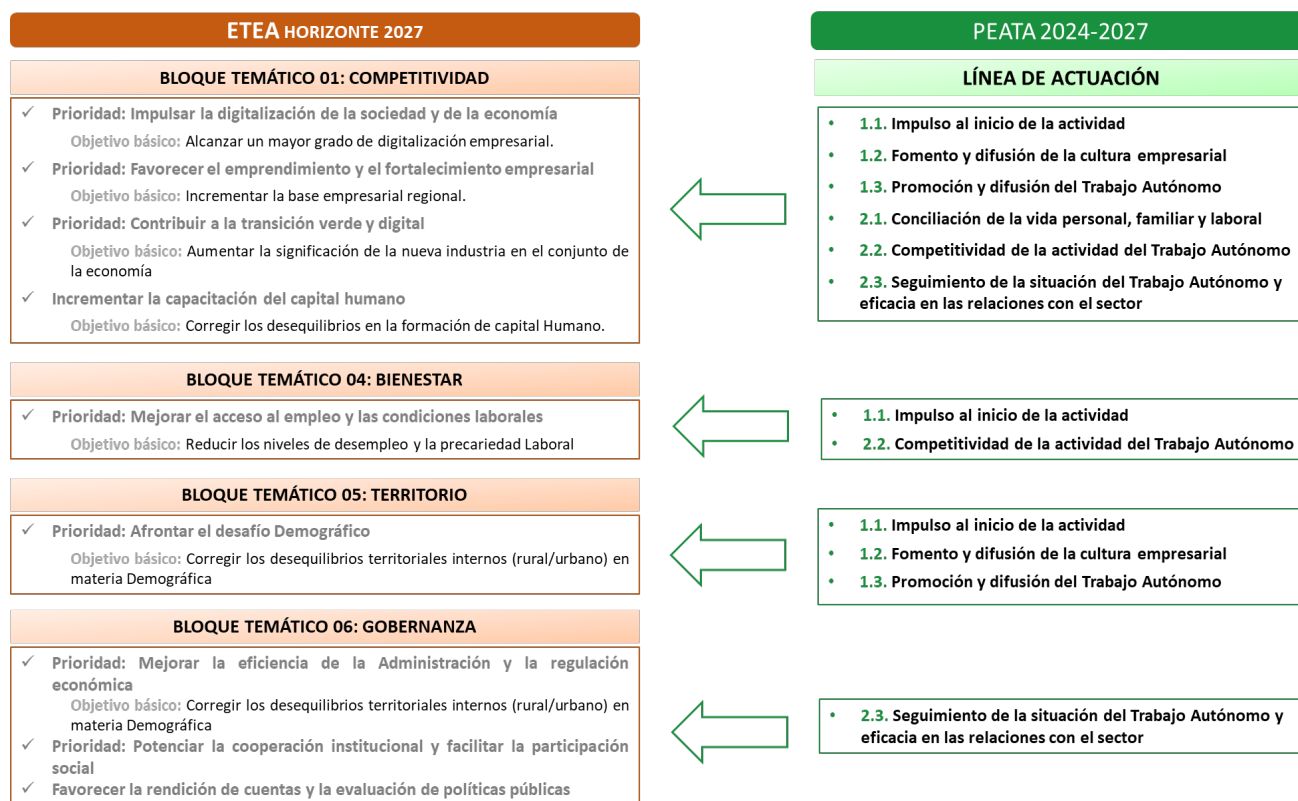 ETEA HORIZONTE 2027
PEATA 2024-2027
BLOQUE TEMÁTICO 01: COMPETITIVIDAD
✓ Prioridad: Impulsar la digitalización de la sociedad y de la economía
Objetivo básico: Alcanzar un mayor grado de digitalización empresarial.
✓ Prioridad: Favorecer el emprendimiento y el fortalecimiento empresarial
Objetivo básico: Incrementar la base empresarial regional.
✓ Prioridad: Contribuir a la transición verde y digital
Objetivo básico: Aumentar la significación de la nueva industria en el conjunto de
la economía
✓ Incrementar la capacitación del capital humano
Objetivo básico: Corregir los desequilibrios en la formación de capital Humano.
LÍNEA DE ACTUACIÓN
• 1.1. Impulso al inicio de la actividad
• 1.2. Fomento y difusión de la cultura empresarial
• 1.3. Promoción y difusión del Trabajo Autónomo
• 2.1. Conciliación de la vida personal, familiar y laboral
• 2.2. Competitividad de la actividad del Trabajo Autónomo
• 2.3. Seguimiento de la situación del Trabajo Autónomo y
eficacia en las relaciones con el sector
BLOQUE TEMÁTICO 04: BIENESTAR
✓ Prioridad: Mejorar el acceso al empleo y las condiciones laborales
Objetivo básico: Reducir los niveles de desempleo y la precariedad Laboral
• 1.1. Impulso al inicio de la actividad
• 2.2. Competitividad de la actividad del Trabajo Autónomo
BLOQUE TEMÁTICO 05: TERRITORIO
✓ Prioridad: Afrontar el desafío Demográfico
Objetivo básico: Corregir los desequilibrios territoriales internos (rural/urbano) en
materia Demográfica
• 1.1. Impulso al inicio de la actividad
• 1.2. Fomento y difusión de la cultura empresarial
• 1.3. Promoción y difusión del Trabajo Autónomo
BLOQUE TEMÁTICO 06: GOBERNANZA
✓ Prioridad: Mejorar la eficiencia de la Administración y la regulación
económica
Objetivo básico: Corregir los desequilibrios territoriales internos (rural/urbano) en
materia Demográfica
✓ Prioridad: Potenciar la cooperación institucional y facilitar la participación
social
✓ Favorecer la rendición de cuentas y la evaluación de políticas públicas
• 2.3. Seguimiento de la situación del Trabajo Autónomo y
eficacia en las relaciones con el sector